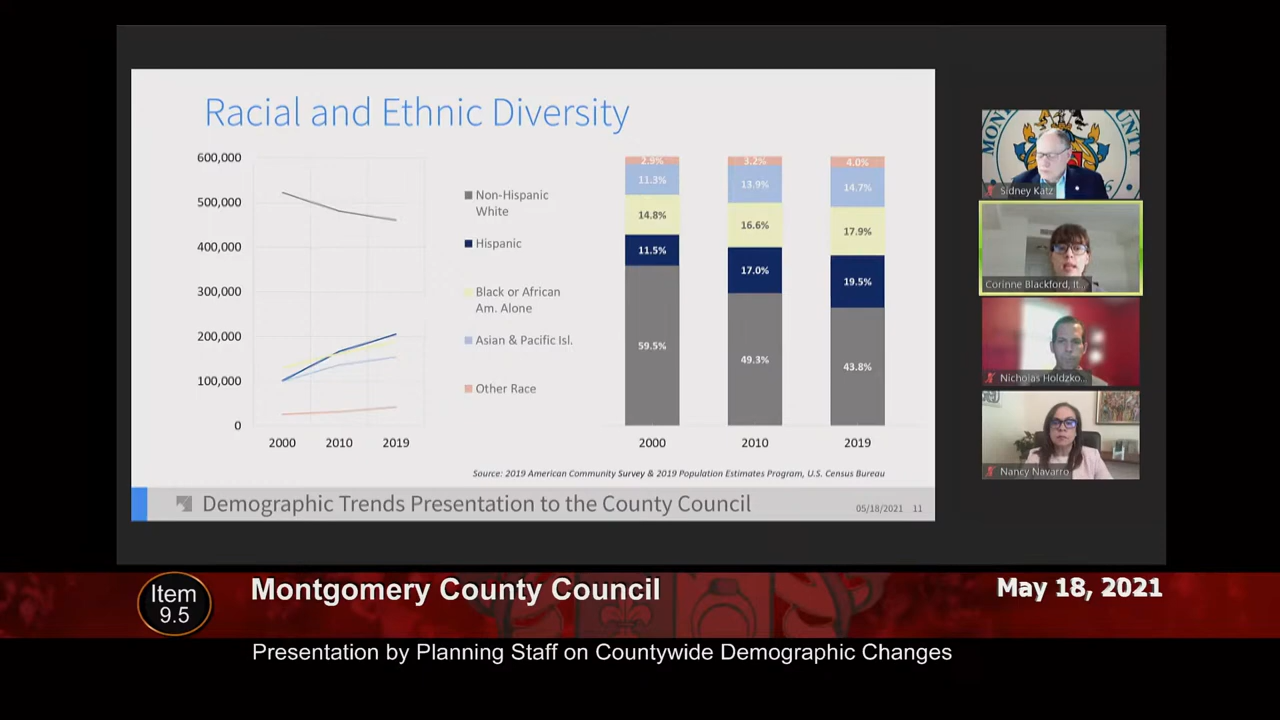 Racial and Ethnic Diversity
600,000
500,000
400,000
300,000
200,000
100,000
0
2000
2010
2019
Non-Hispanic
White
Hispanic
Black or African
Am. Alone
Asian & Pacific Isl.
Other Race
2.9%
11.3%
14.8%
11.5%
59.5%
2000
3.2%
13.9%
16.6%
17.0%
49.3%
2010
4.0%
14.7%
17.9%
19.5%
43.8%
2019
Source: 2019 American Community Survey & 2019 Population Estimates Program, U.S. Census Bureau
Demographic Trends Presentation to the County Council
05/18/2021 11
Sidney Katz
Corinne Blackford, It...
Nicholas Holdzko...
Nancy Navarro
Item
9.5
Montgomery County Council
May 18, 2021
Presentation by Planning Staff on Countywide Demographic Changes